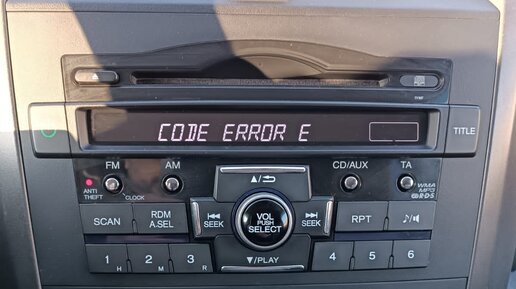 CODE ERROR E
TITLE
FM
AM
CD/AUX
TA
ANTI
THEFT
CLOCK
WMA
MP3
R·D·S
SCAN
RDM
A.SEL
SEEK
VOL
PUSH
SELECT
SEEK
RPT
▼/PLAY
1 H
2 M
3 R
4
5
6